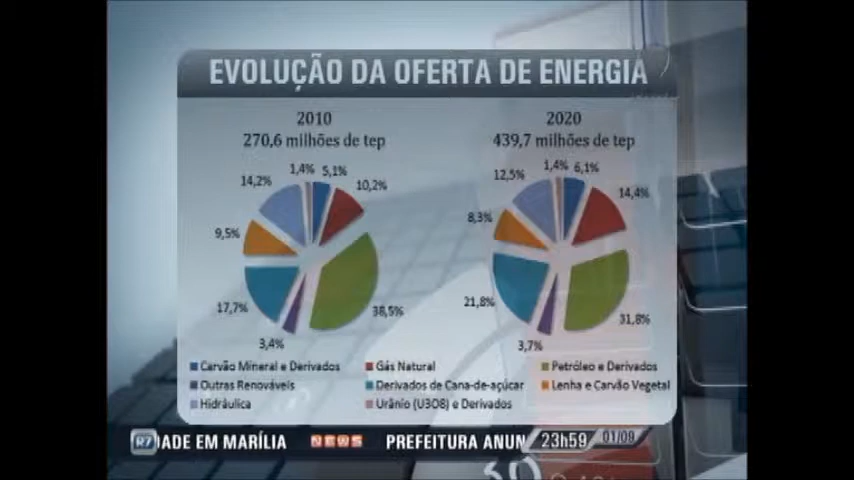 EVOLUÇÃO DA OFERTA DE ENERGIA
2010
270,6 milhões de tep
1,4% 5,1%
14,2%
10,2%
9,5%
17,7%
38,5%
3,4%
2020
439,7 milhões de tep
1,4% 6,1%
12,5%
14,4%
8,3%
21,8%
31,8%
3,7%
Carvão Mineral e Derivados Gás Natural Petróleo e Derivados
Outras Renováveis Derivados de Cana-de-açúcar Lenha e Carvão Vegetal
Hidráulica Urânio (U3O8) e Derivados
R7 IADE EM MARÍLIA NEWS PREFEITURA ANUN 23h59 01/09